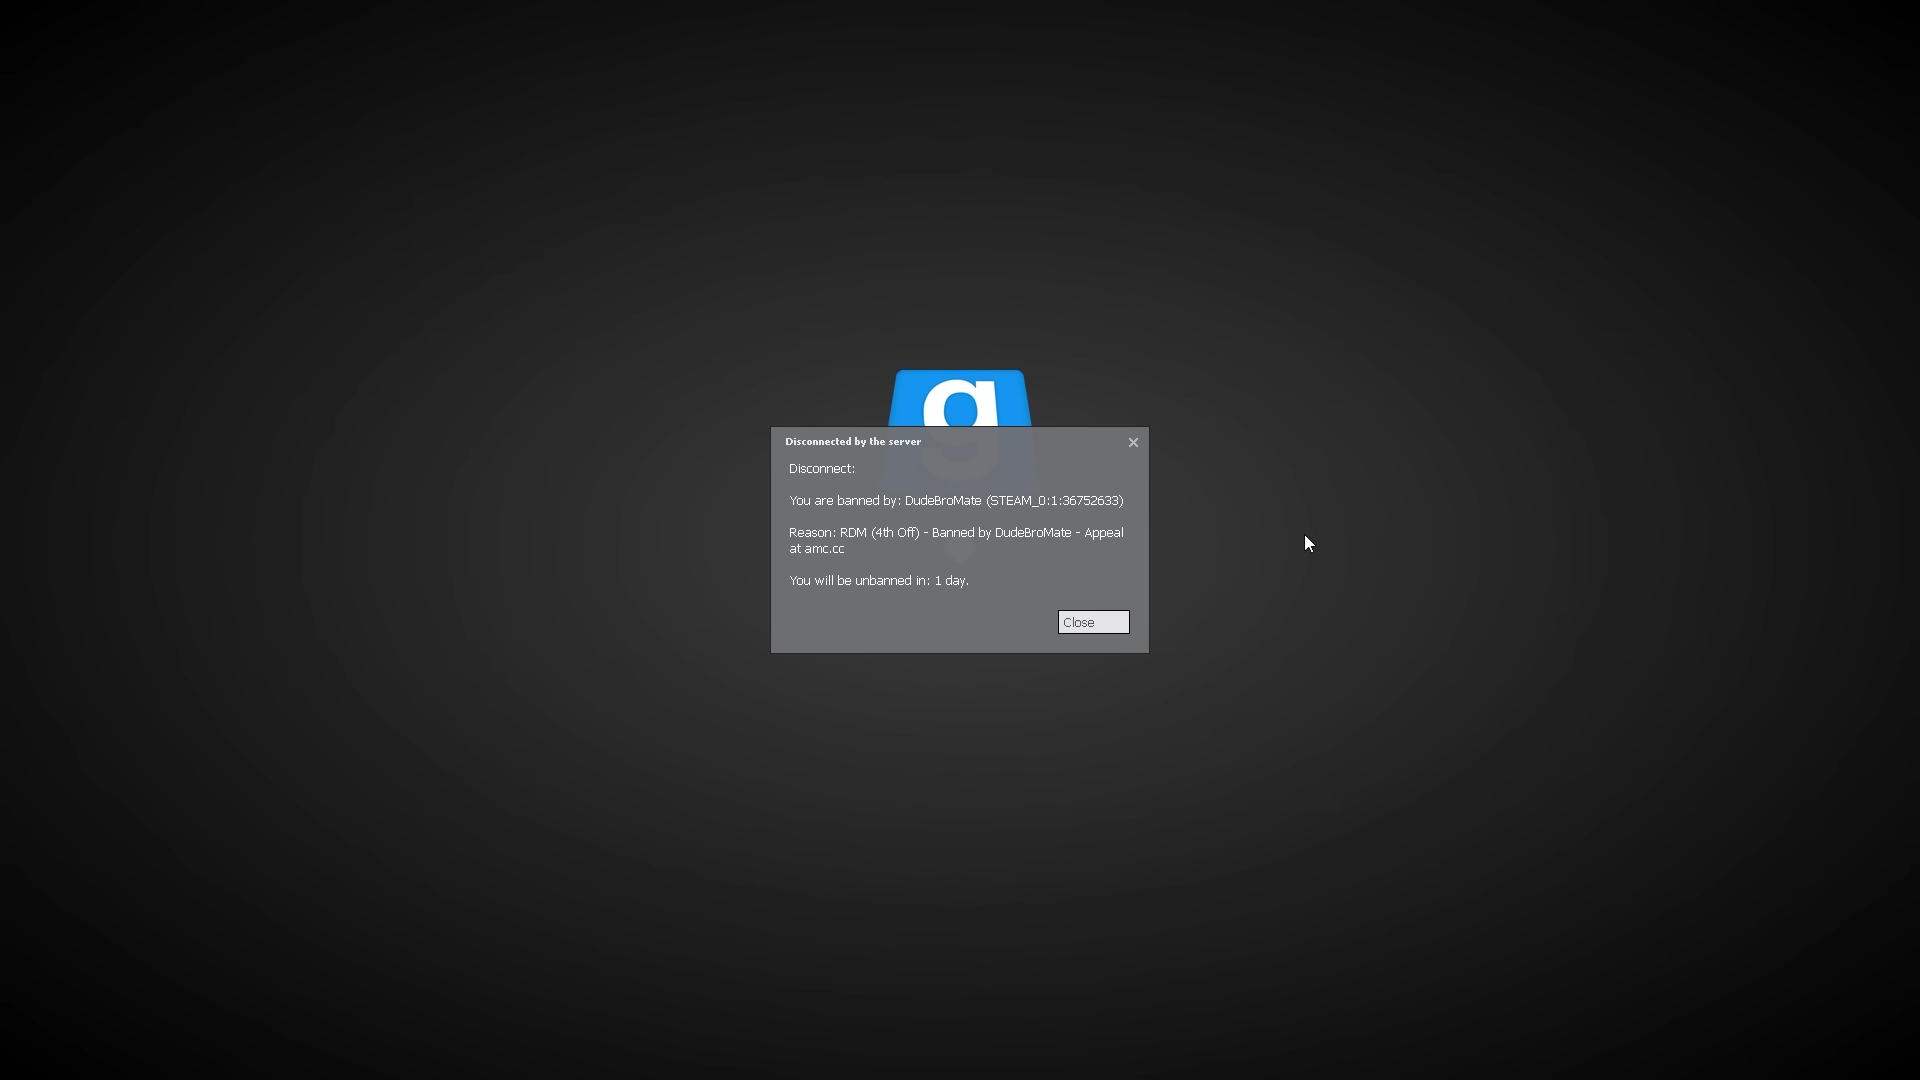 g
Disconnected by the server
Disconnect:
You are banned by: DudeBroMate (STEAM_0:1:36752633)
Reason: RDM (4th Off) - Banned by DudeBroMate - Appeal
at amc.cc
You will be unbanned in: 1 day.
Close